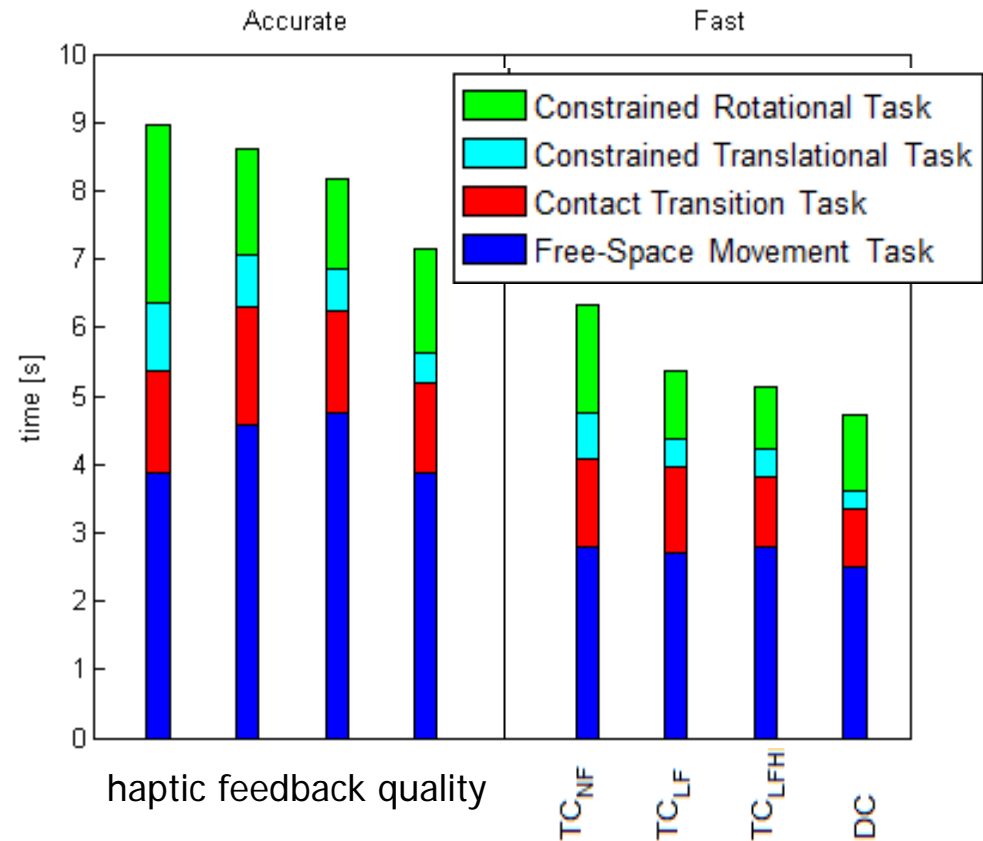 Accurate
Fast
10
9
8
7
6
5
4
3
2
1
0
time [s]
Constrained Rotational Task
Constrained Translational Task
Contact Transition Task
Free-Space Movement Task
haptic feedback quality
TC_NF
TC_LF
TC_LFHF
DC